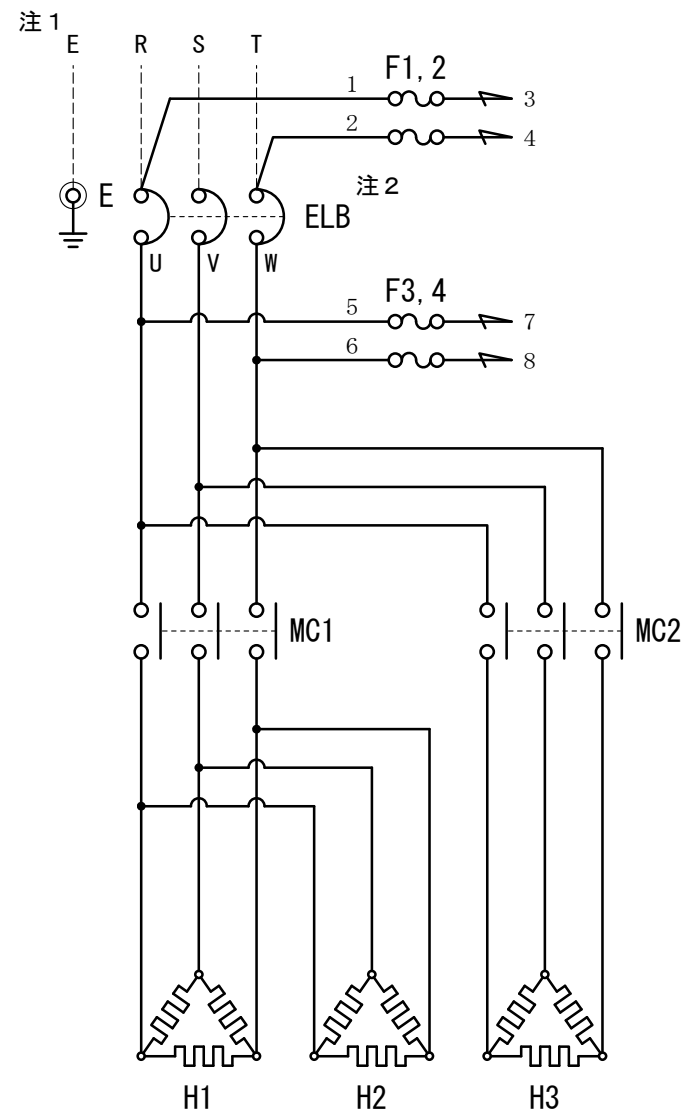 注1
E R S T
F1, 2
1 3
2 4
注2
E ELB
U V W
F3, 4
5 7
6 8
MC1 MC2
H1 H2 H3